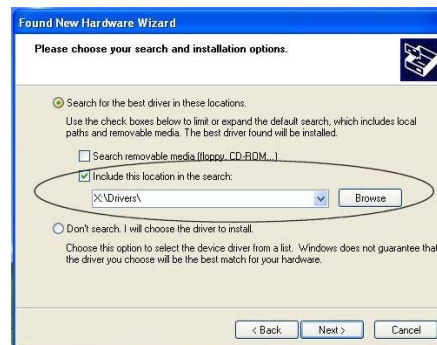 Found New Hardware Wizard
Please choose your search and installation options.
Search for the best driver in these locations.
Use the check boxes below to limit or expand the default search, which includes local
paths and removable media. The best driver found will be installed.
Search removable media (floppy, CD-ROM...)
Include this location in the search:
X:\Drivers\
Browse
Don't search. I will choose the driver to install.
Choose this option to select the device driver from a list. Windows does not guarantee that
the driver you choose will be the best match for your hardware.
< Back Next > Cancel